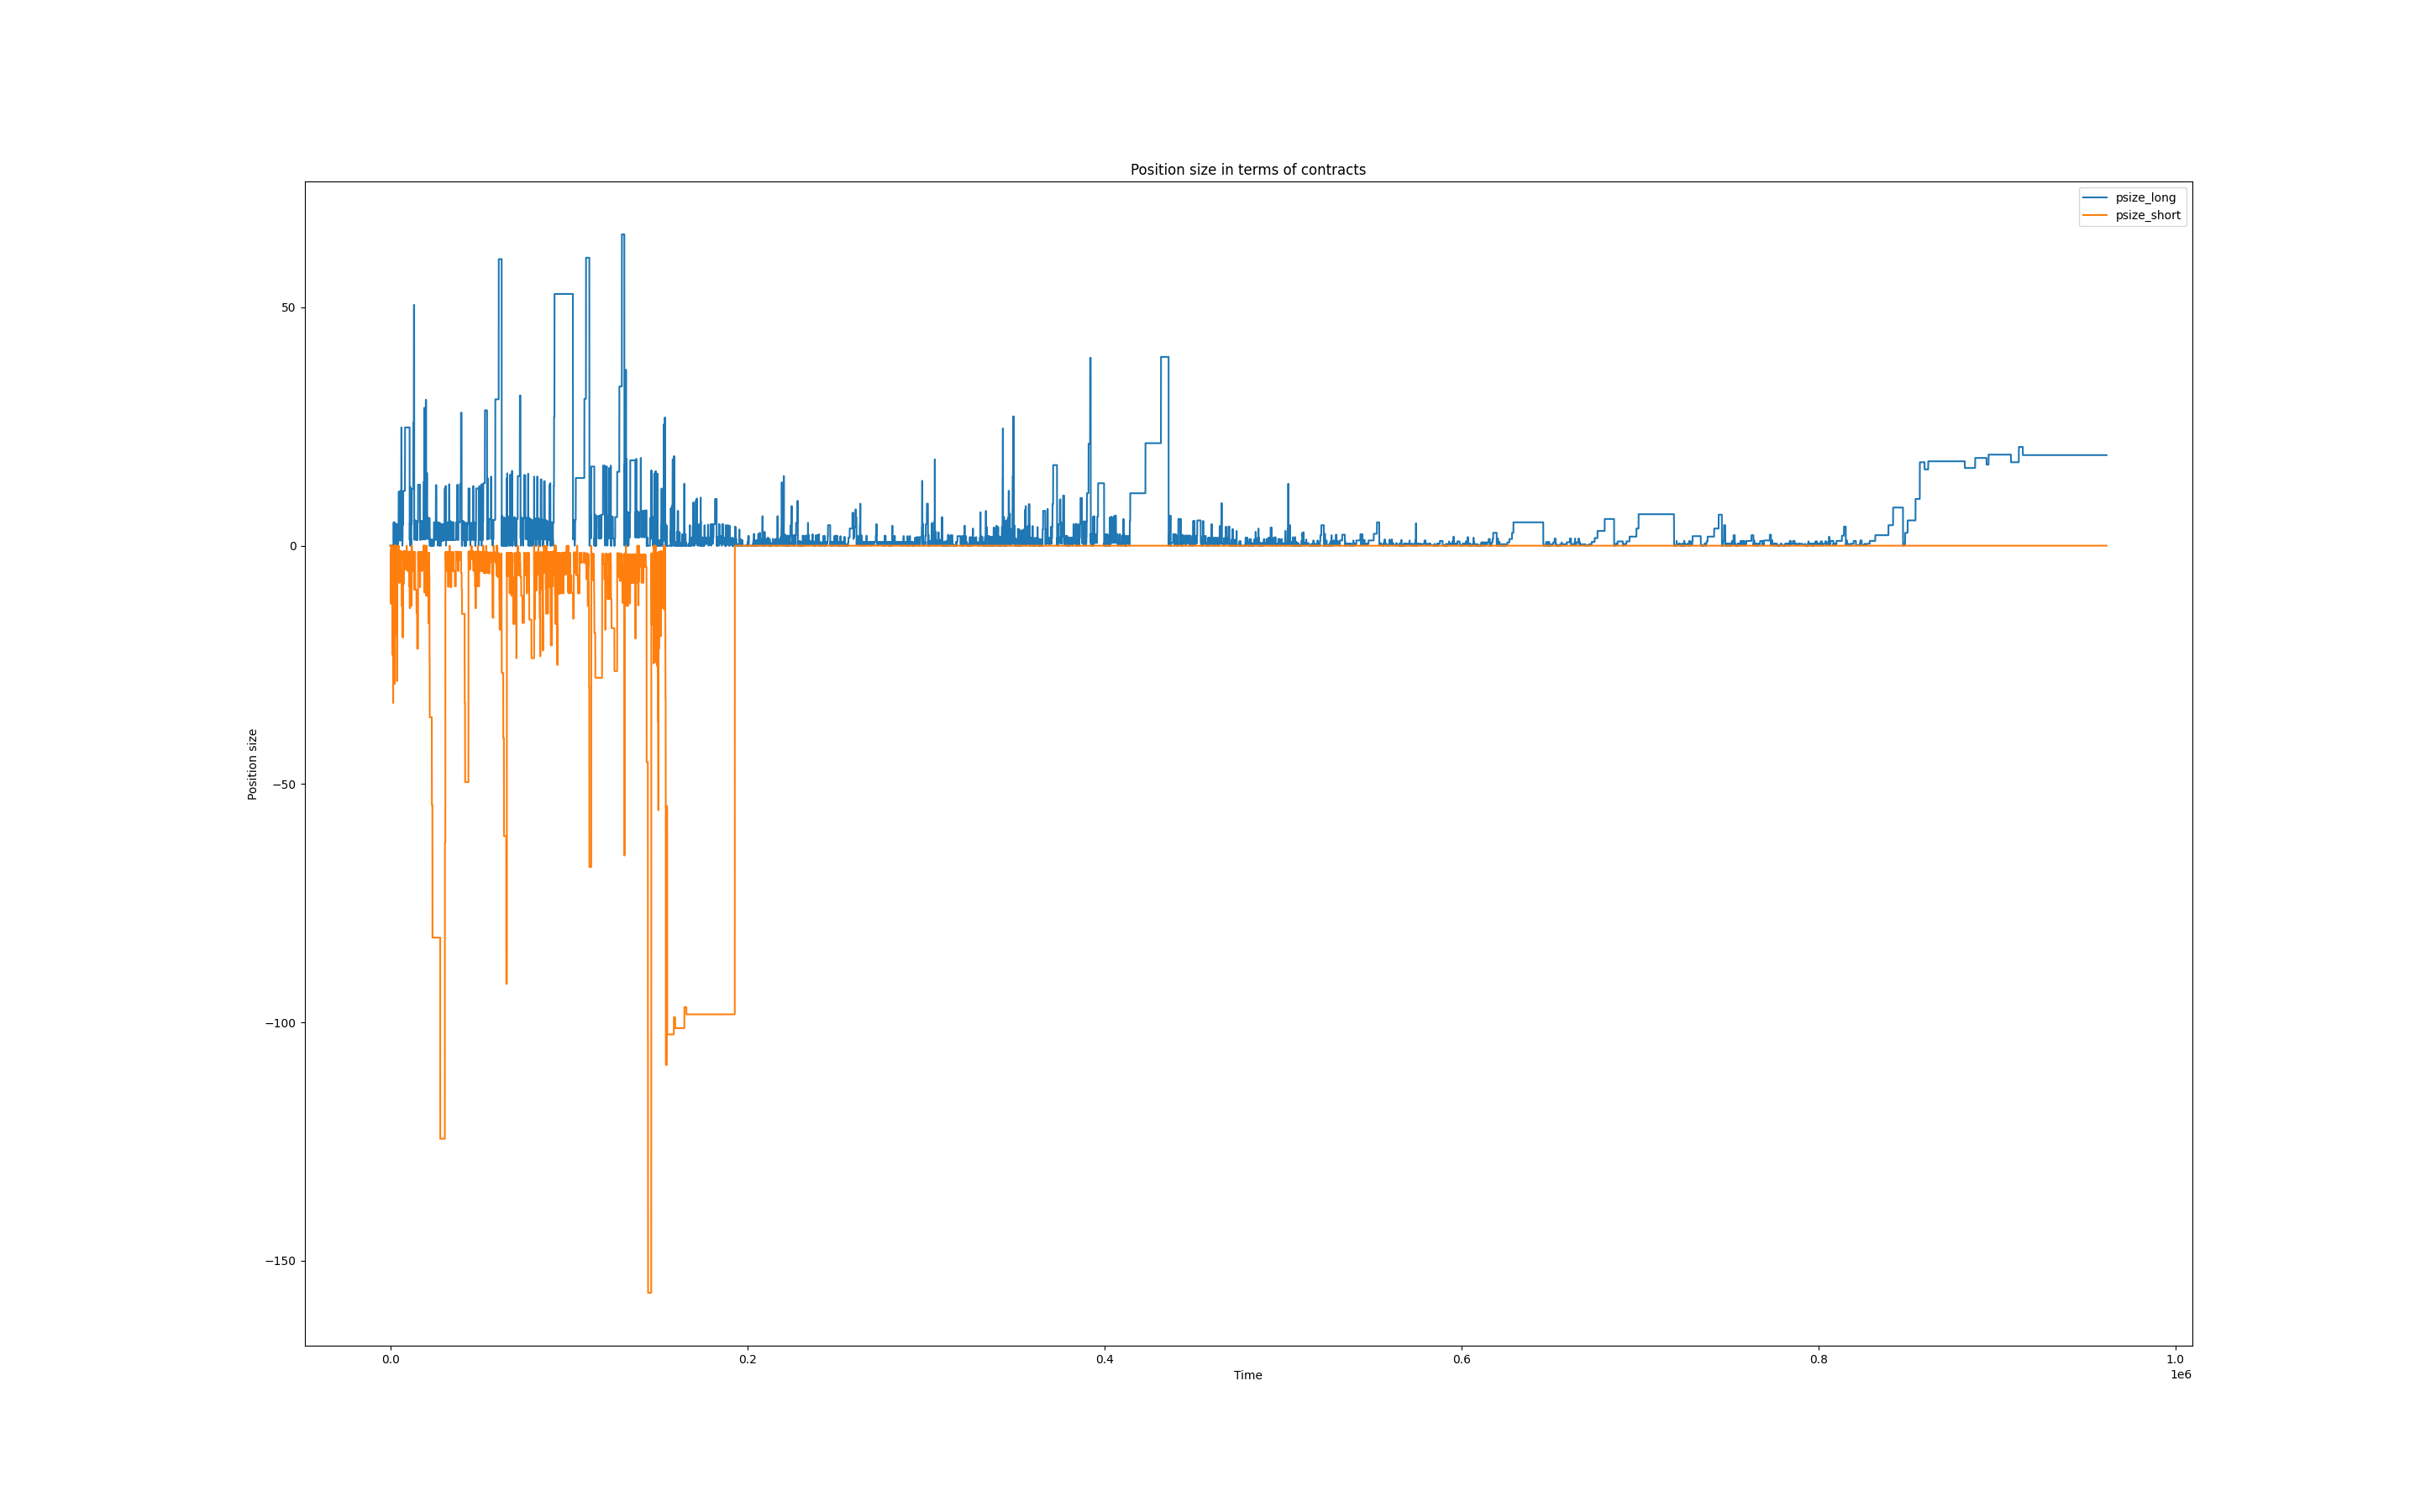 Position size in terms of contracts
psize_long
psize_short
Position size
50
0
−50
−100
−150
0.0
0.2
0.4
0.6
0.8
1.0
1e6
Time